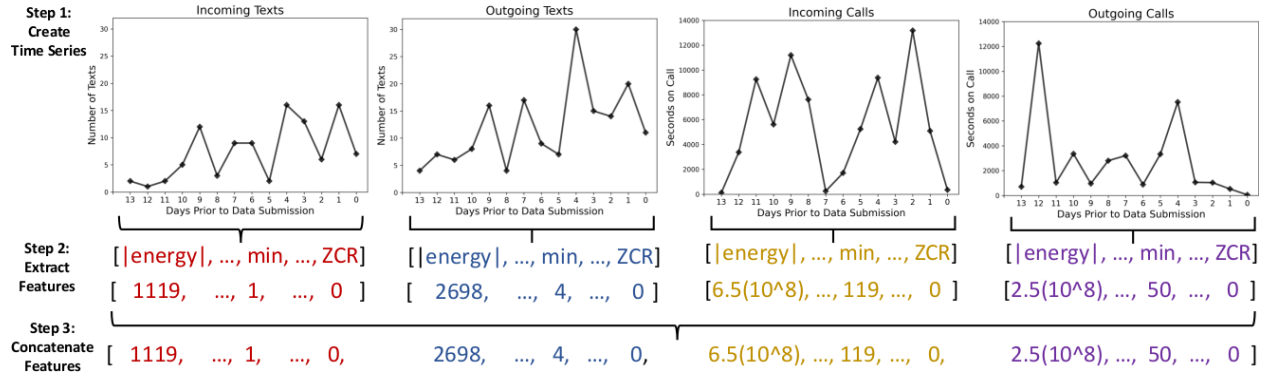 Step 1:
Create
Time Series
Incoming Texts
Number of Texts
30
25
20
15
10
5
0
13 12 11 10 9 8 7 6 5 4 3 2 1 0
Days Prior to Data Submission
Outgoing Texts
Number of Texts
30
25
20
15
10
5
0
13 12 11 10 9 8 7 6 5 4 3 2 1 0
Days Prior to Data Submission
Incoming Calls
Seconds on Call
14000
12000
10000
8000
6000
4000
2000
0
13 12 11 10 9 8 7 6 5 4 3 2 1 0
Days Prior to Data Submission
Outgoing Calls
Seconds on Call
14000
12000
10000
8000
6000
4000
2000
0
13 12 11 10 9 8 7 6 5 4 3 2 1 0
Days Prior to Data Submission
Step 2:
Extract
Features
[|energy|, ..., min, ..., ZCR]
[ 1119, ..., 1, ..., 0 ]
[|energy|, ..., min, ..., ZCR]
[ 2698, ..., 4, ..., 0 ]
[|energy|, ..., min, ..., ZCR]
[6.5(10^8), ..., 119, ..., 0 ]
[|energy|, ..., min, ..., ZCR]
[2.5(10^8), ..., 50, ..., 0 ]
Step 3:
Concatenate
Features
[ 1119, ..., 1, ..., 0, 2698, ..., 4, ..., 0, 6.5(10^8), ..., 119, ..., 0, 2.5(10^8), ..., 50, ..., 0 ]